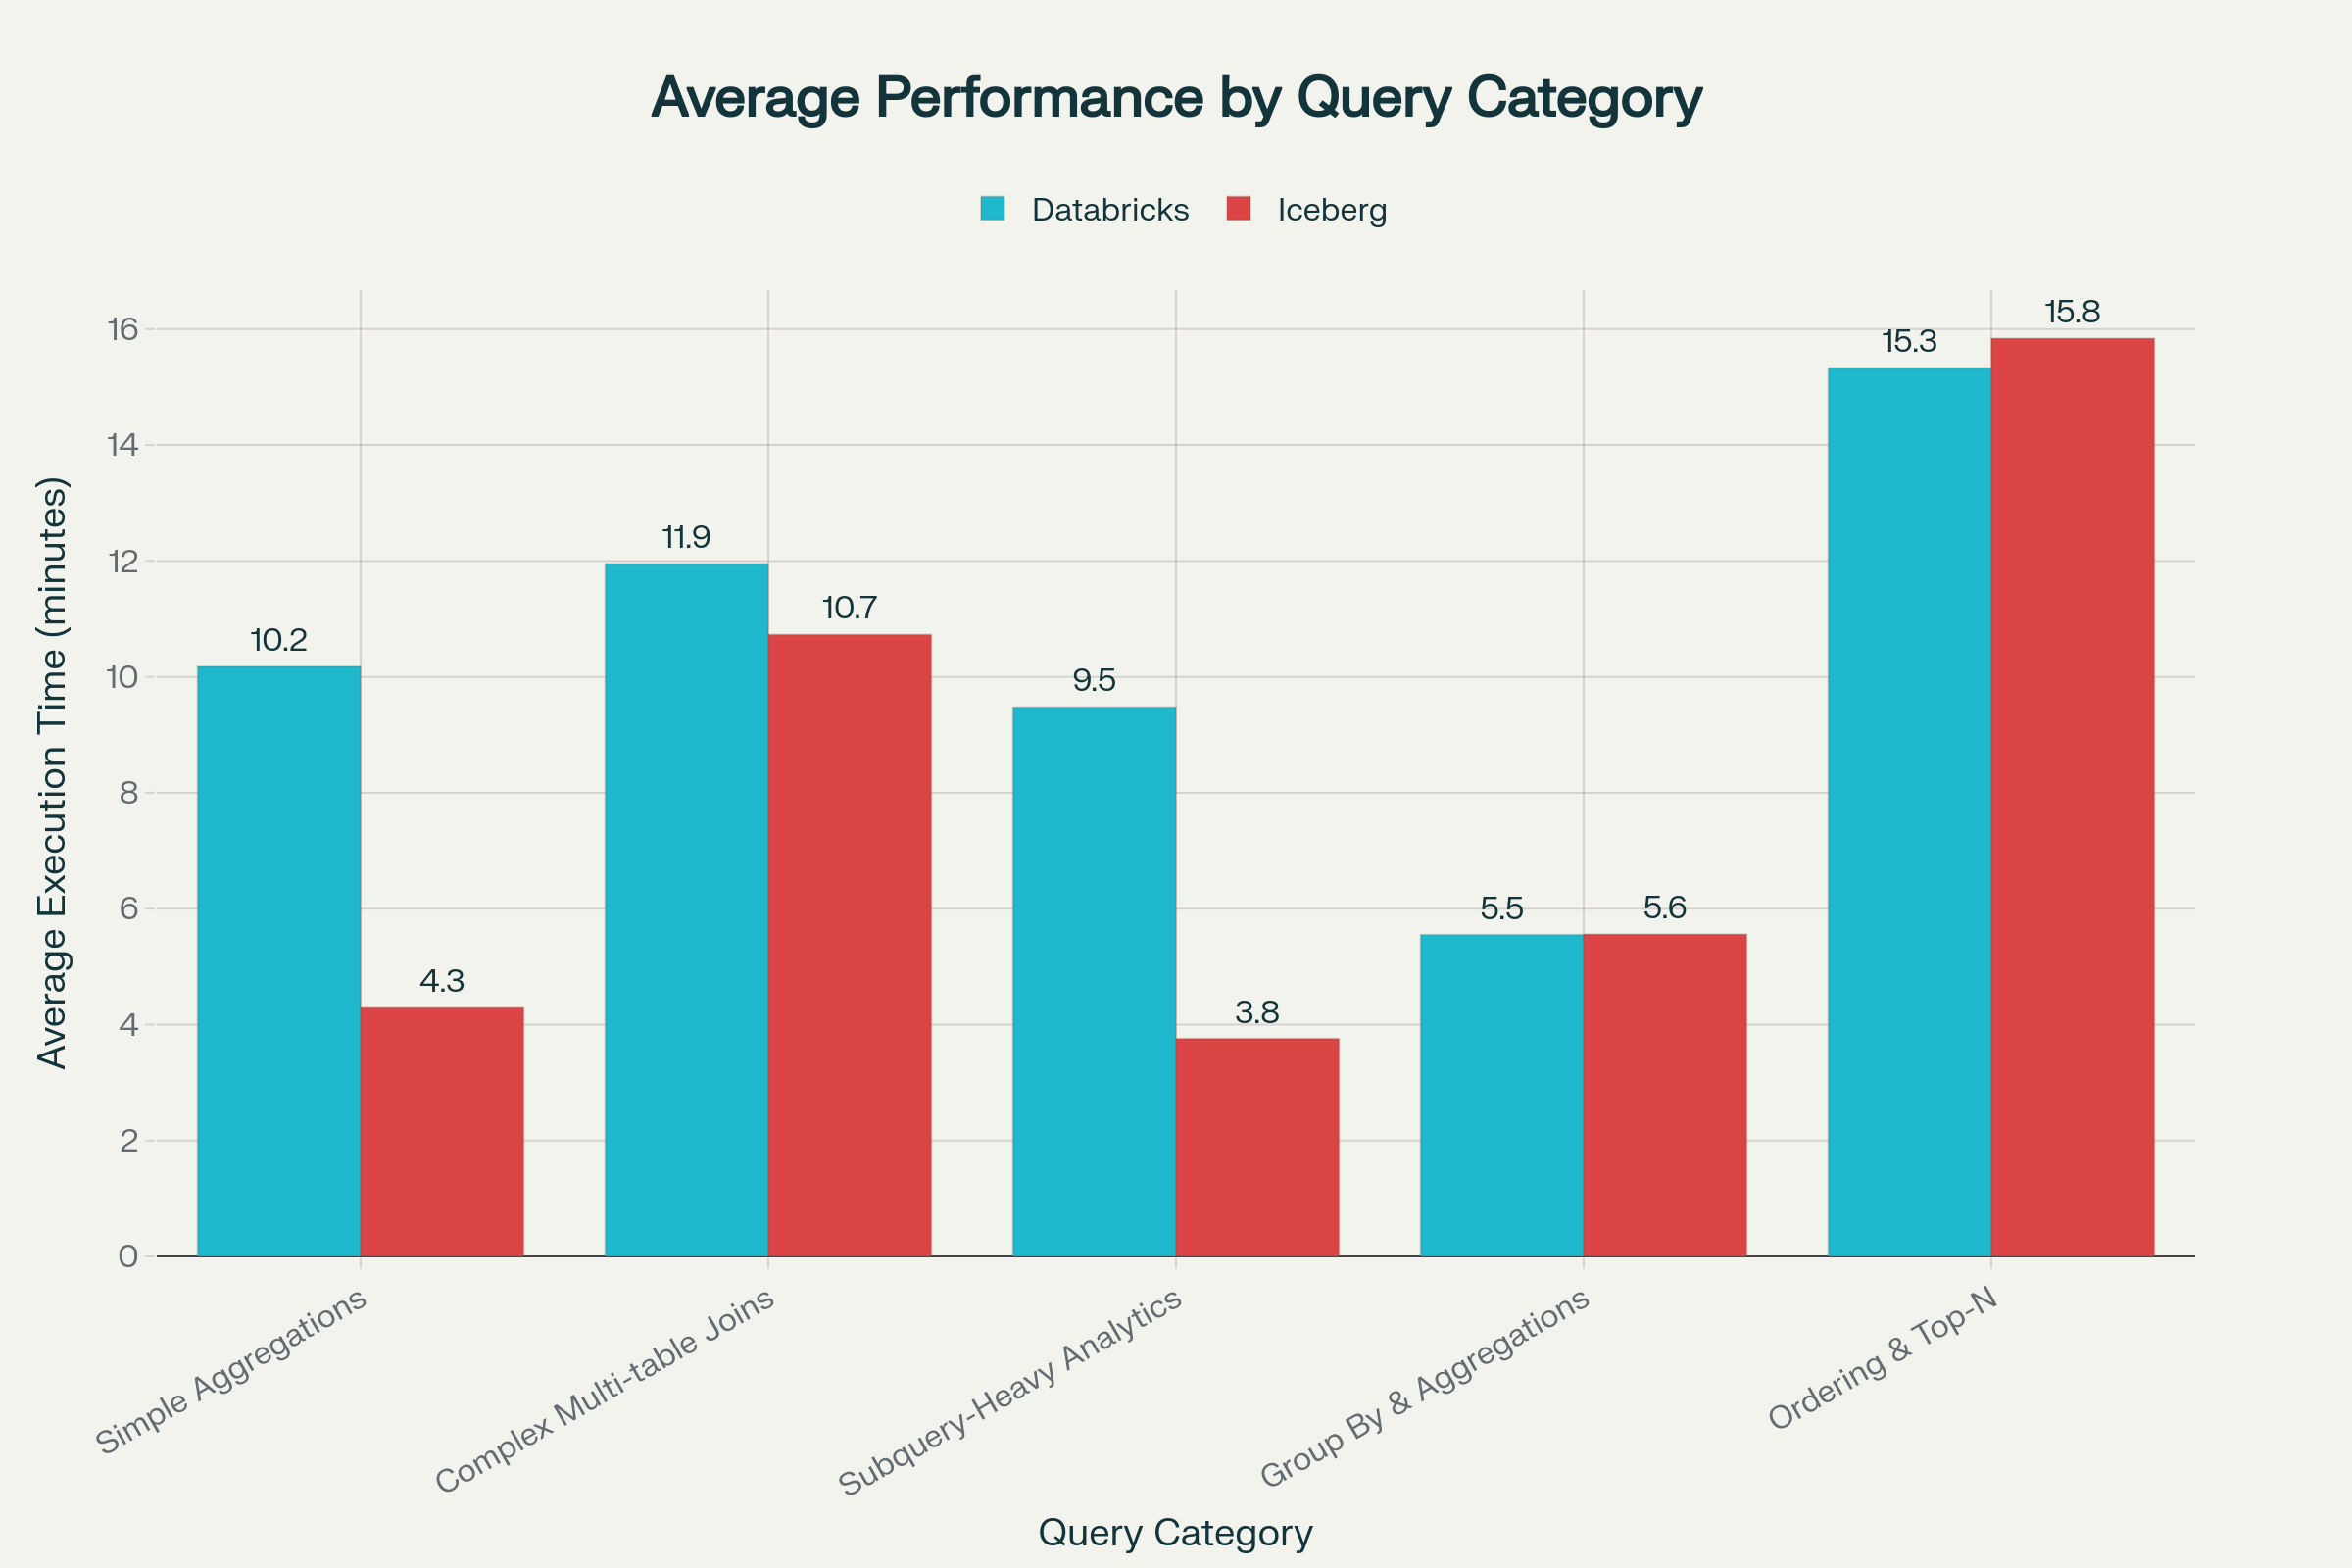 Average Performance by Query Category
Databricks
Iceberg
Average Execution Time (minutes)
16
14
12
10
8
6
4
2
0
10.2
4.3
11.9
10.7
9.5
3.8
5.5
5.6
15.3
15.8
Simple Aggregations
Complex Multi-table Joins
Subquery-Heavy Analytics
Group By & Aggregations
Ordering & Top-N
Query Category